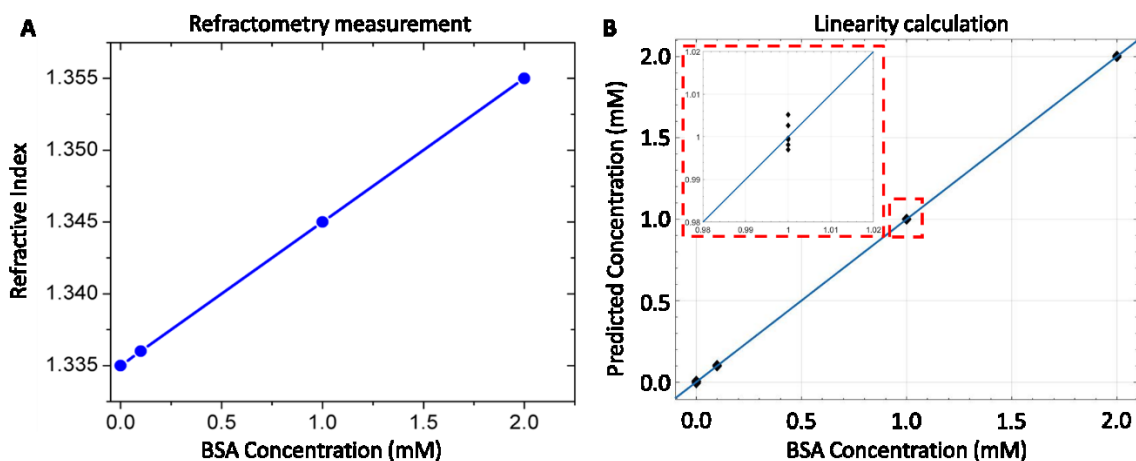 A
Refractometry measurement
1.355
1.350
1.345
1.340
1.335
Refractive Index
0.0 0.5 1.0 1.5 2.0
BSA Concentration (mM)
B
Linearity calculation
2.0
1.5
1.0
0.5
0.0
Predicted Concentration (mM)
1.02
1.01
1
0.99
0.98
0.98 0.99 1 1.01 1.02
0.0 0.5 1.0 1.5 2.0
BSA Concentration (mM)